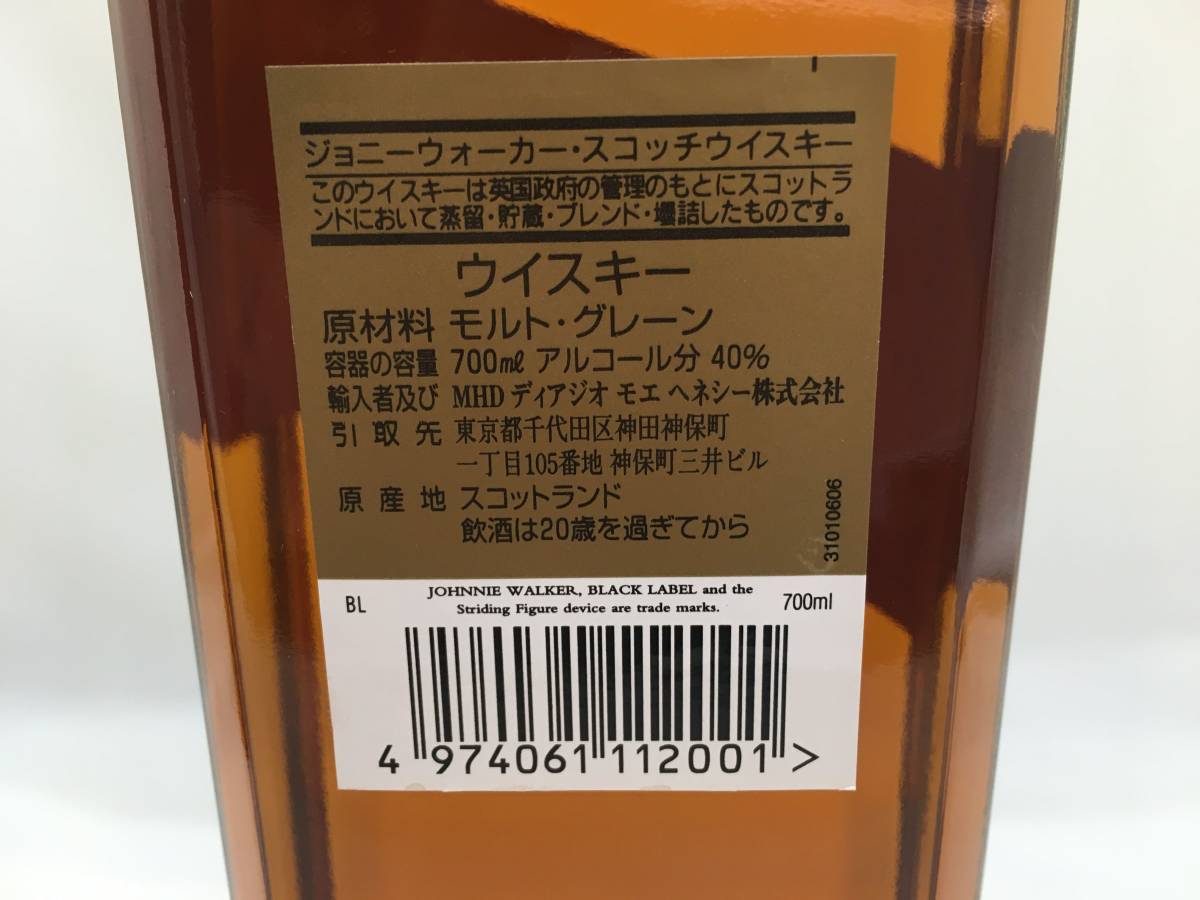 ジョニーウォーカー・スコッチウイスキー
このウイスキーは英国政府の管理のもとにスコットラ
ンドにおいて蒸留・貯蔵・ブレンド・壜詰したものです。
ウイスキー
原材料 モルト・グレーン
容器の容量 700㎖ アルコール分 40%
輸入者及び MHD ディアジオ モエ ヘネシー株式会社
引取先 東京都千代田区神田神保町
一丁目105番地 神保町三井ビル
原産地 スコットランド
飲酒は20歳を過ぎてから
31010606
BL
JOHNNIE WALKER, BLACK LABEL and the
Striding Figure device are trade marks.
700ml
4 974061 112001 >